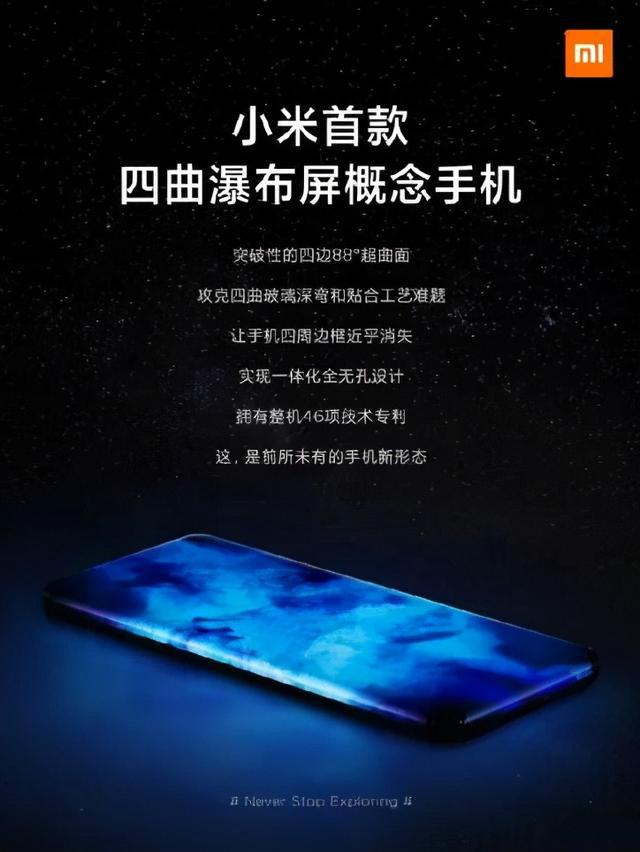 mi
小米首款
四曲瀑布屏概念手机
突破性的四边88°超曲面
攻克四曲玻璃深弯和贴合工艺难题
让手机四周边框近乎消失
实现一体化全无孔设计
拥有整机46项技术专利
这，是前所未有的手机新形态
# Never Stop Exploring #